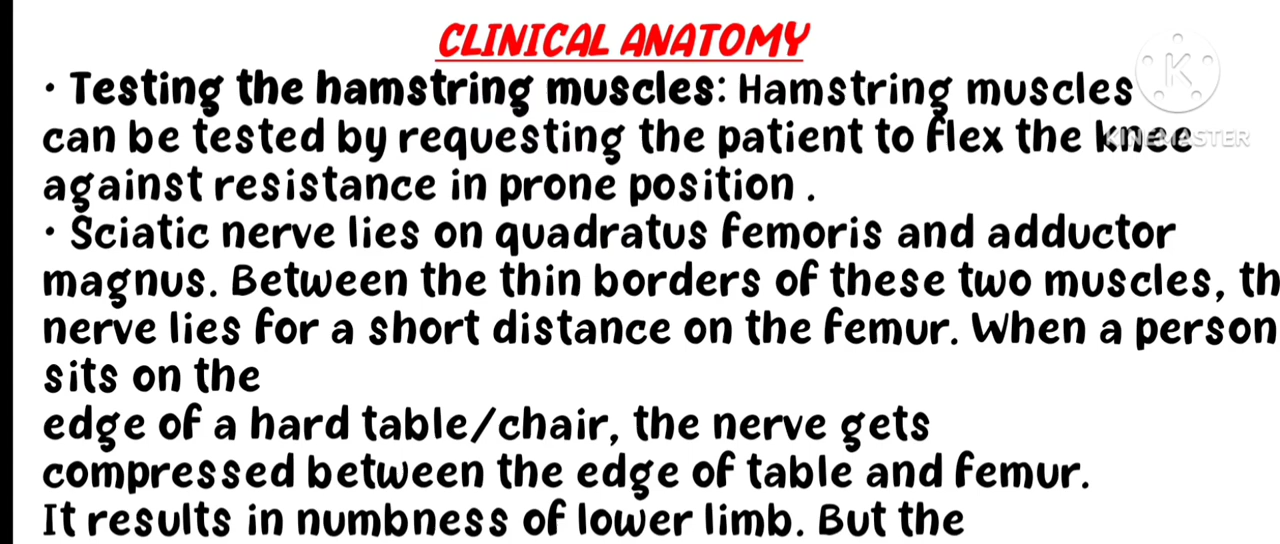 CLINICAL ANATOMY
• Testing the hamstring muscles: Hamstring muscles
can be tested by requesting the patient to flex the knee
against resistance in prone position .
• Sciatic nerve lies on quadratus femoris and adductor
magnus. Between the thin borders of these two muscles, th
nerve lies for a short distance on the femur. When a person
sits on the
edge of a hard table/chair, the nerve gets
compressed between the edge of table and femur.
It results in numbness of lower limb. But the
K
KINEMASTER